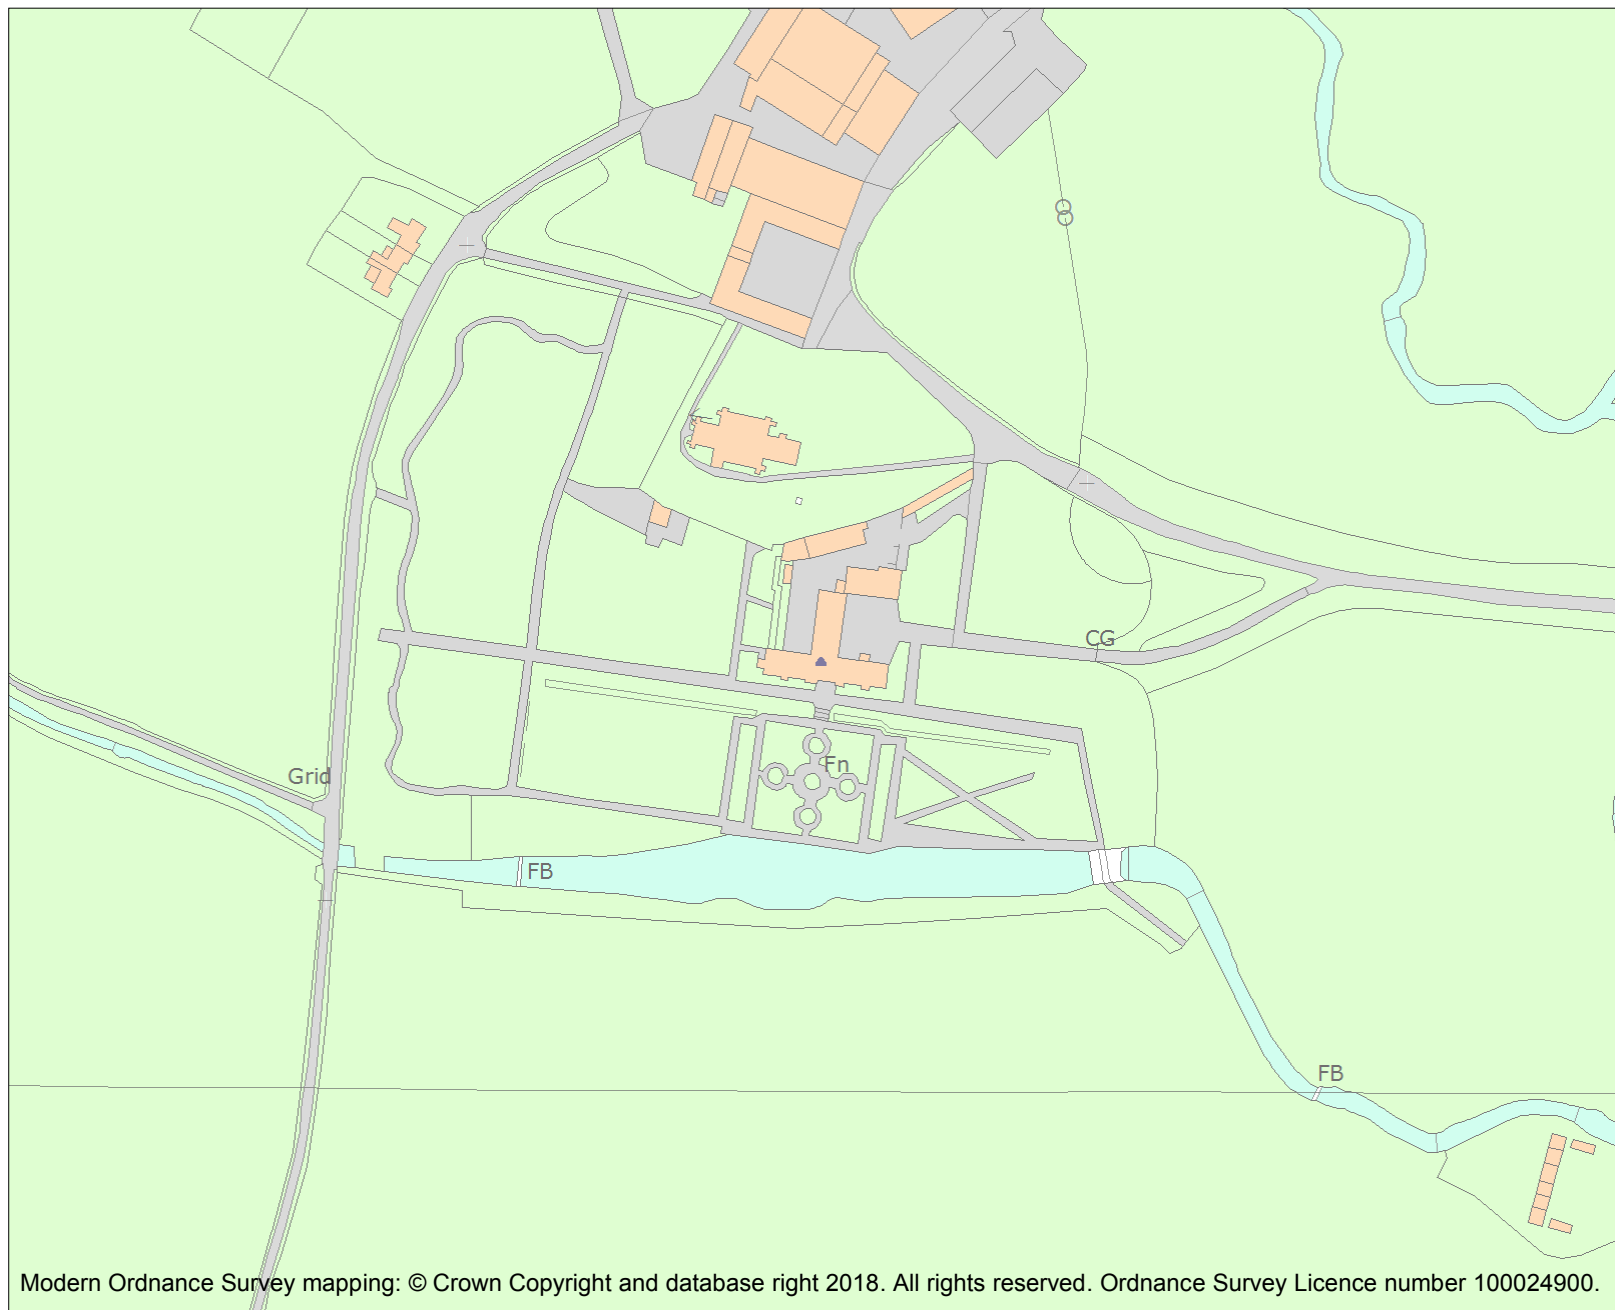 CG
Fn
Grid
FB
FB
Modern Ordnance Survey mapping: © Crown Copyright and database right 2018. All rights reserved. Ordnance Survey Licence number 100024900.